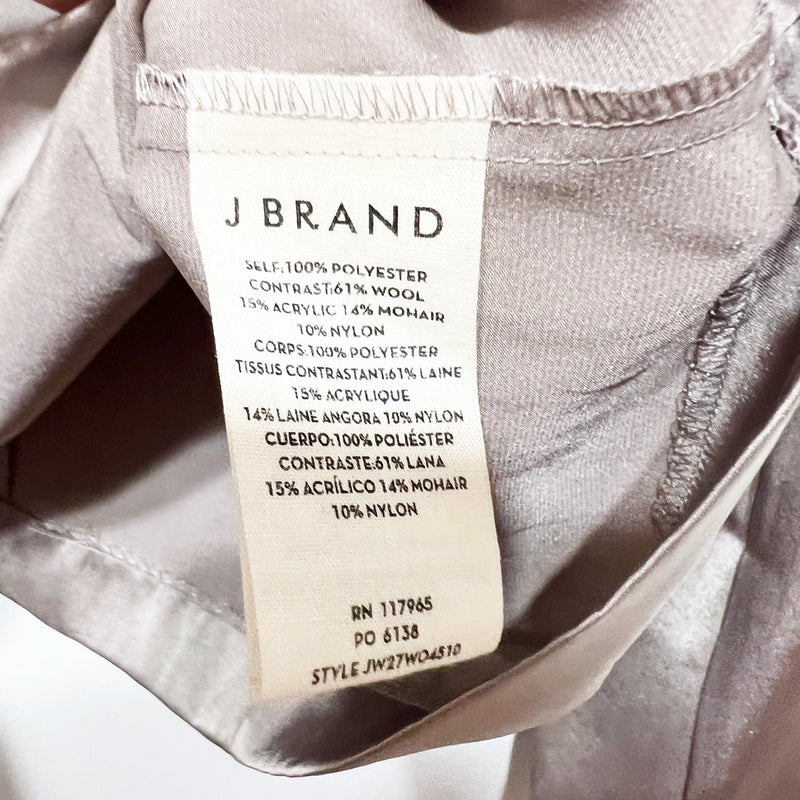 J BRAND
SELF:100% POLYESTER
CONTRAST:61% WOOL
15% ACRYLIC 14% MOHAIR
10% NYLON
CORPS:100% POLYESTER
TISSUS CONTRASTANT:61% LAINE
15% ACRYLIQUE
14% LAINE ANGORA 10% NYLON
CUERPO:100% POLIÉSTER
CONTRASTE:61% LANA
15% ACRÍLICO 14% MOHAIR
10% NYLON
RN 117965
PO 6138
STYLE JW27WO4510